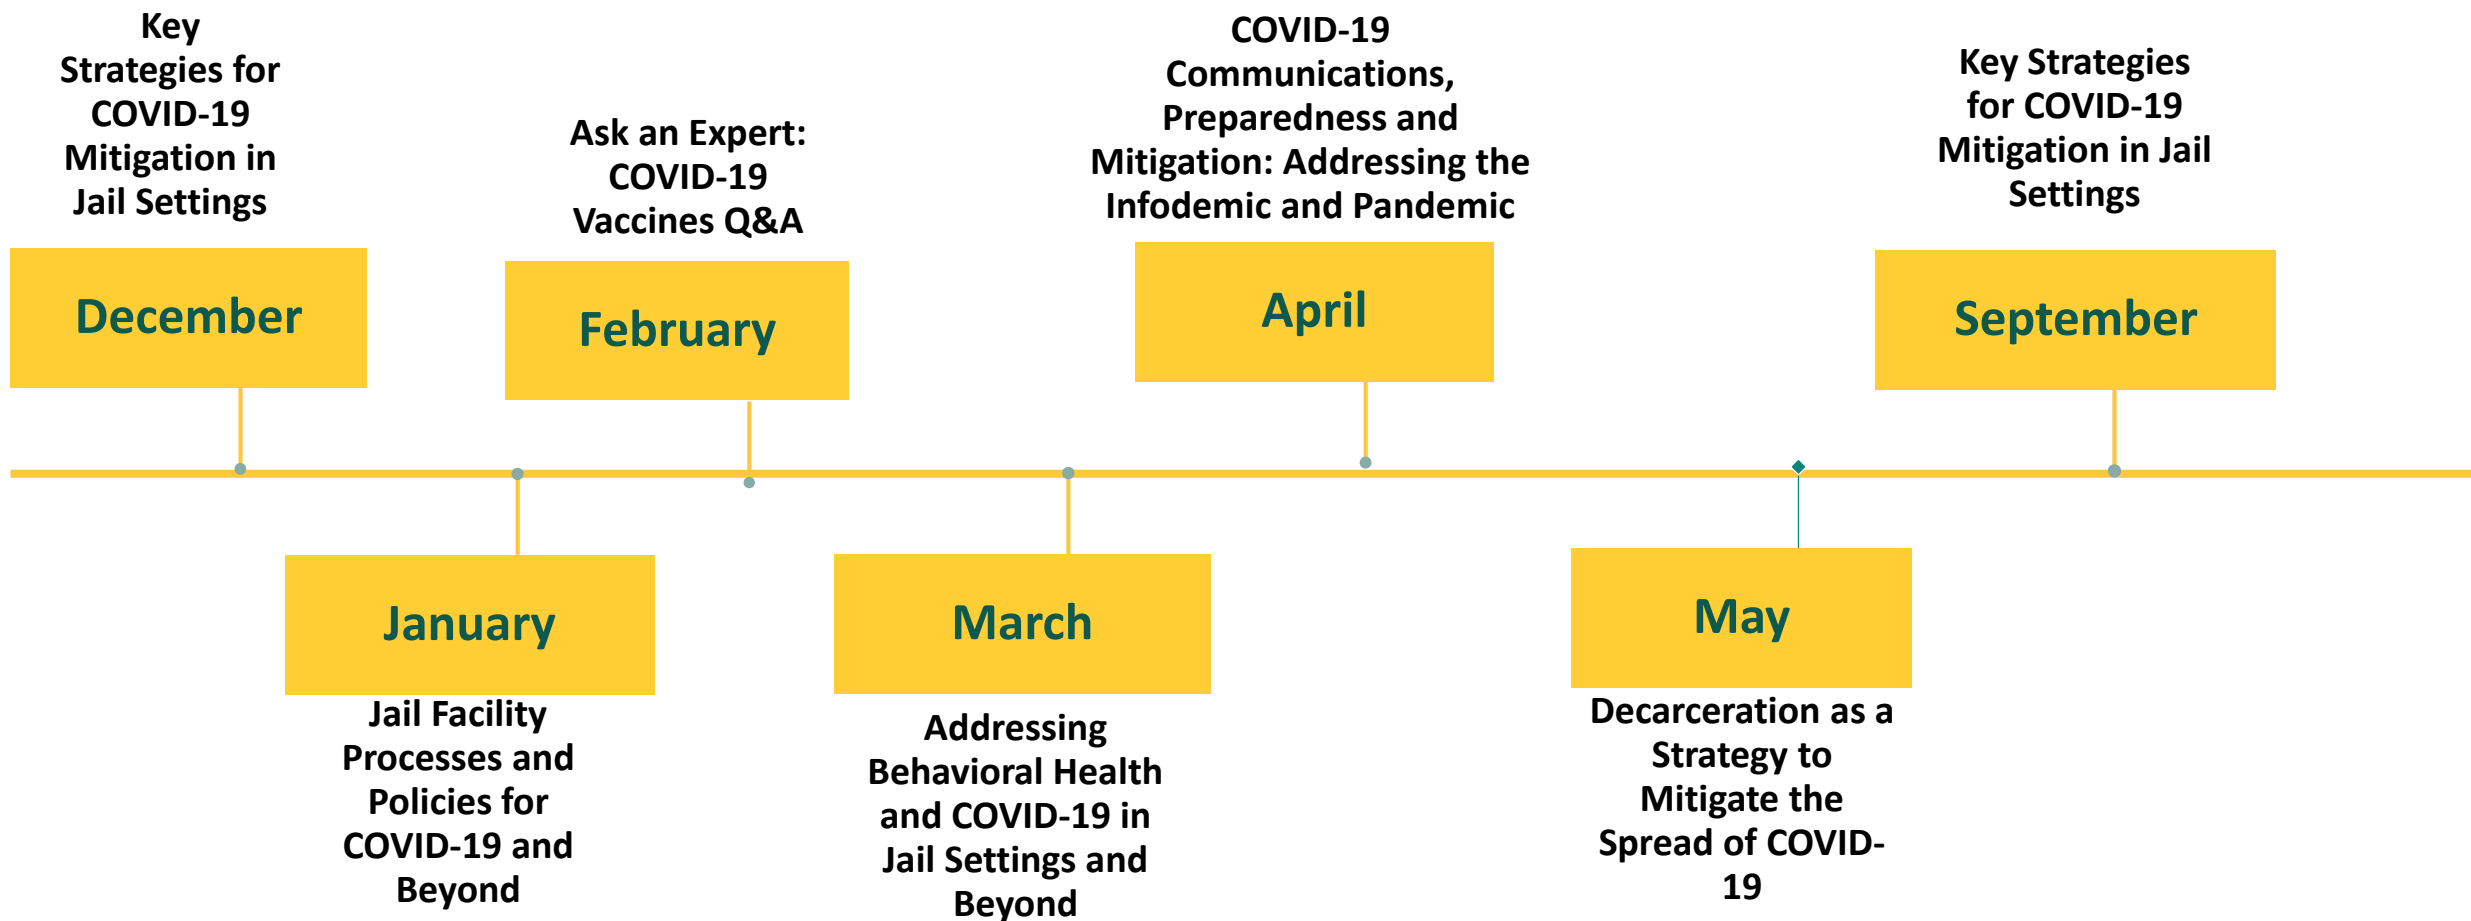 Key
Strategies for
COVID-19
Mitigation in
Jail Settings
December
January
Jail Facility
Processes and
Policies for
COVID-19 and
Beyond
Ask an Expert:
COVID-19
Vaccines Q&A
February
March
Addressing
Behavioral Health
and COVID-19 in
Jail Settings and
Beyond
COVID-19
Communications,
Preparedness and
Mitigation: Addressing the
Infodemic and Pandemic
April
May
Decarceration as a
Strategy to
Mitigate the
Spread of COVID-
19
Key Strategies
for COVID-19
Mitigation in Jail
Settings
September